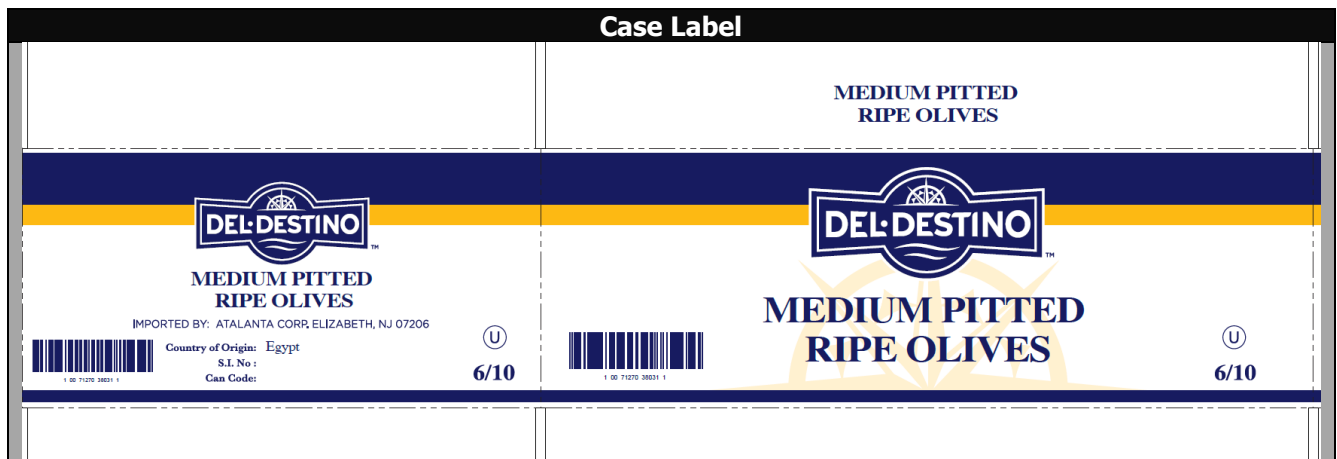 Case Label
MEDIUM PITTED
RIPE OLIVES
DEL·DESTINO
TM
MEDIUM PITTED
RIPE OLIVES
IMPORTED BY: ATALANTA CORP, ELIZABETH, NJ 07206
Country of Origin: Egypt
S.I. No :
Can Code:
1 00 71270 38031 1
U
6/10
DEL·DESTINO
TM
MEDIUM PITTED
RIPE OLIVES
1 00 71270 38031 1
U
6/10